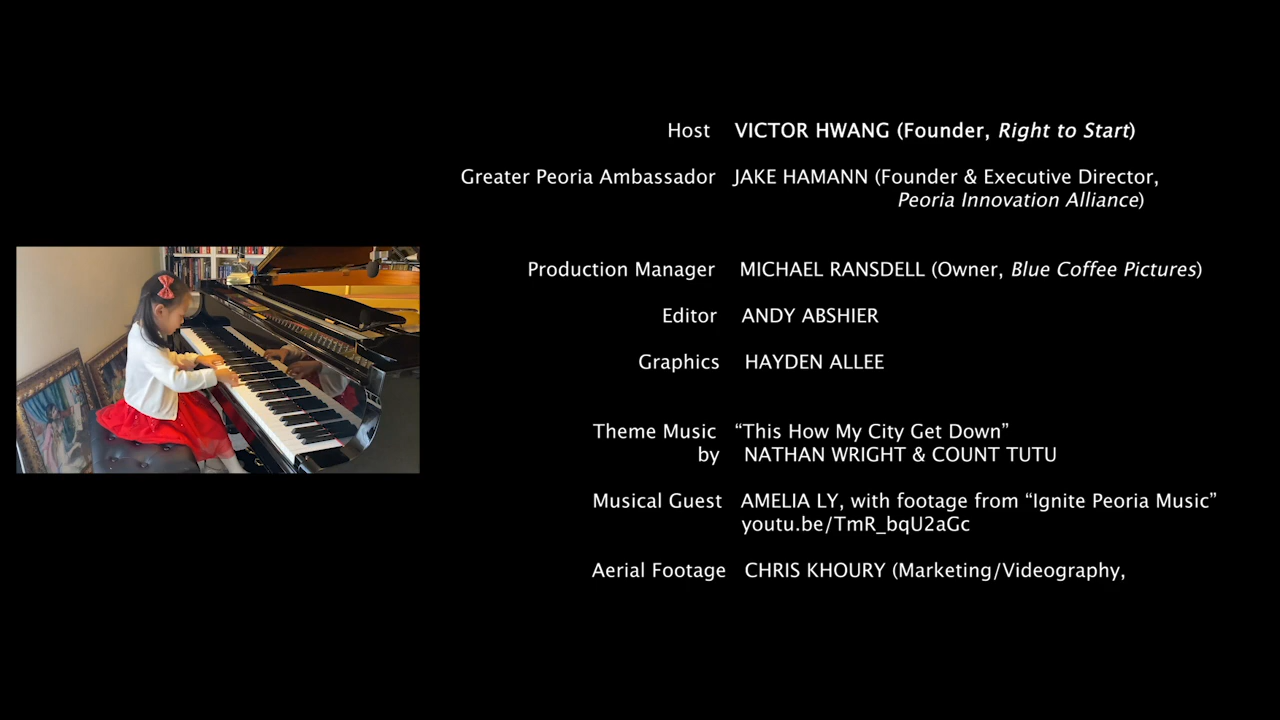 Host VICTOR HWANG (Founder, Right to Start)
Greater Peoria Ambassador JAKE HAMANN (Founder & Executive Director,
Peoria Innovation Alliance)
Production Manager MICHAEL RANSDELL (Owner, Blue Coffee Pictures)
Editor ANDY ABSHIER
Graphics HAYDEN ALLEE
Theme Music “This How My City Get Down”
by NATHAN WRIGHT & COUNT TUTU
Musical Guest AMELIA LY, with footage from “Ignite Peoria Music”
youtu.be/TmR_bqU2aGc
Aerial Footage CHRIS KHOURY (Marketing/Videography,